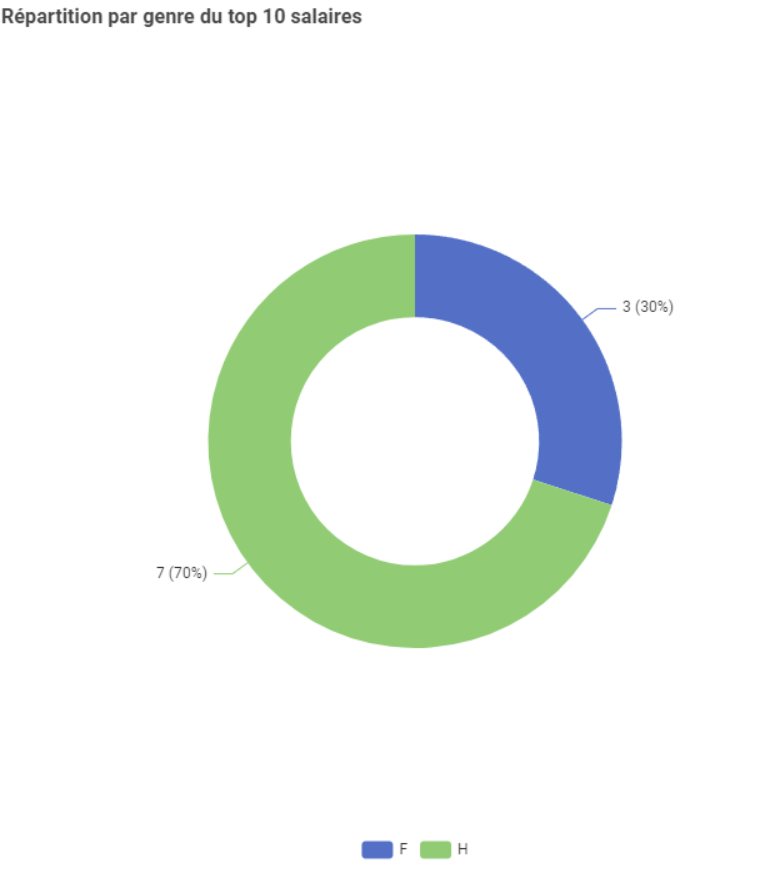 Répartition par genre du top 10 salaires
3 (30%)
7 (70%)
F H